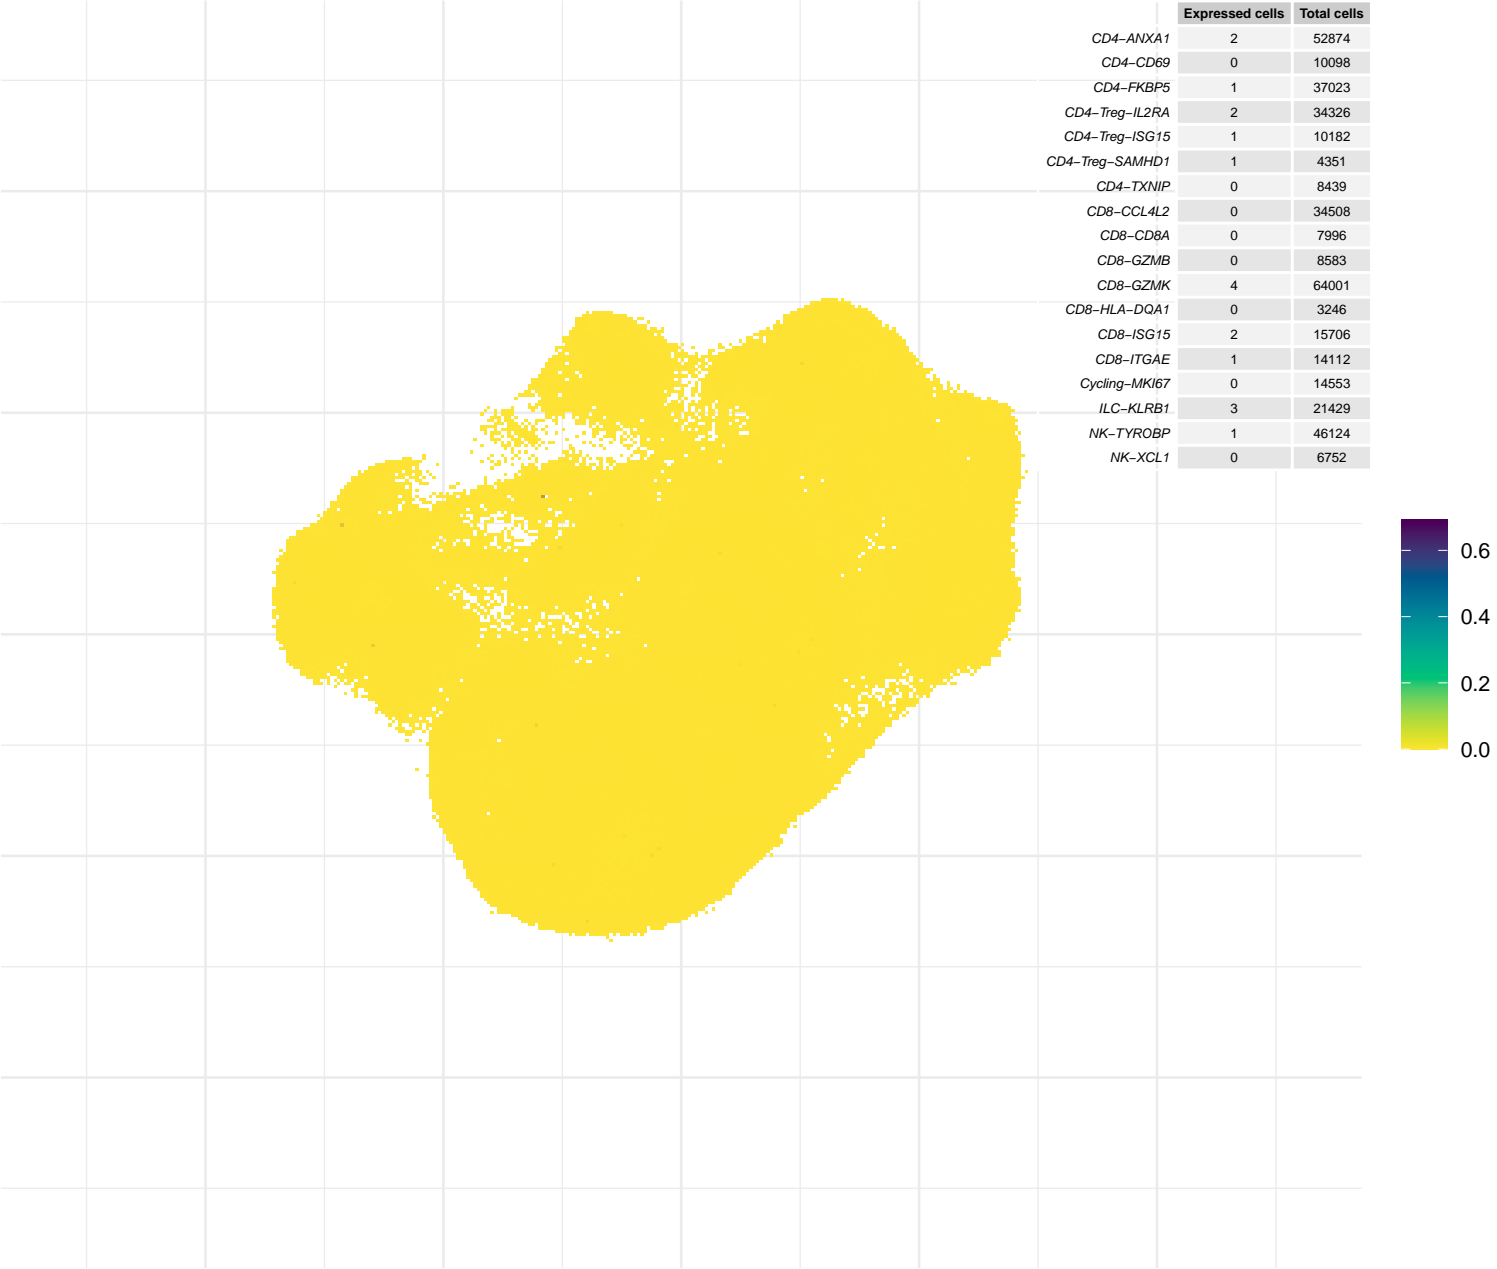 Expressed cells Total cells
CD4−ANXA1 2 52874
CD4−CD69 0 10098
CD4−FKBP5 1 37023
CD4−Treg−IL2RA 2 34326
CD4−Treg−ISG15 1 10182
CD4−Treg−SAMHD1 1 4351
CD4−TXNIP 0 8439
CD8−CCL4L2 0 34508
CD8−CD8A 0 7996
CD8−GZMB 0 8583
CD8−GZMK 4 64001
CD8−HLA−DQA1 0 3246
CD8−ISG15 2 15706
CD8−ITGAE 1 14112
Cycling−MKI67 0 14553
ILC−KLRB1 3 21429
NK−TYROBP 1 46124
NK−XCL1 0 6752
0.6
0.4
0.2
0.0